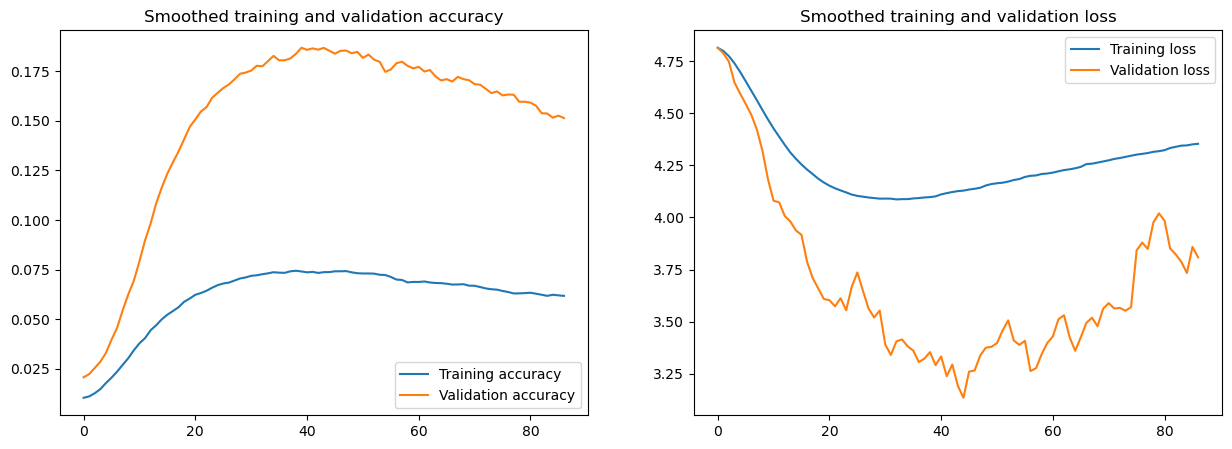 Smoothed training and validation accuracy
0.175
0.150
0.125
0.100
0.075
0.050
0.025
0 20 40 60 80
Training accuracy
Validation accuracy
Smoothed training and validation loss
4.75
4.50
4.25
4.00
3.75
3.50
3.25
0 20 40 60 80
Training loss
Validation loss